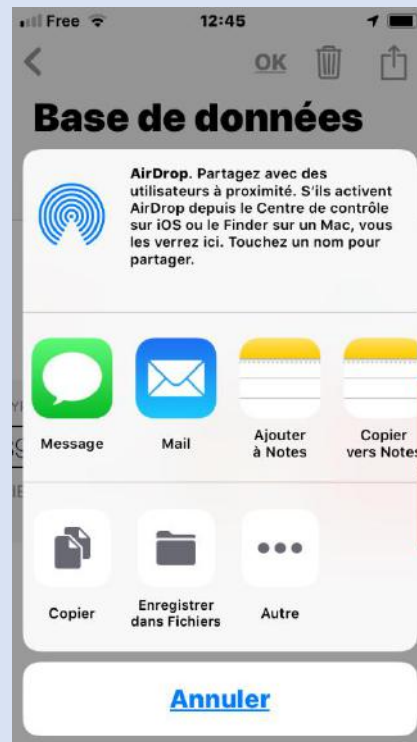 Free 12:45
OK
Base de données
AirDrop. Partagez avec des
utilisateurs à proximité. S'ils activent
AirDrop depuis le Centre de contrôle
sur iOS ou le Finder sur un Mac, vous
les verrez ici. Touchez un nom pour
partager.
Message
Mail
Ajouter
à Notes
Copier
vers Notes
Copier
Enregistrer
dans Fichiers
Autre
Annuler